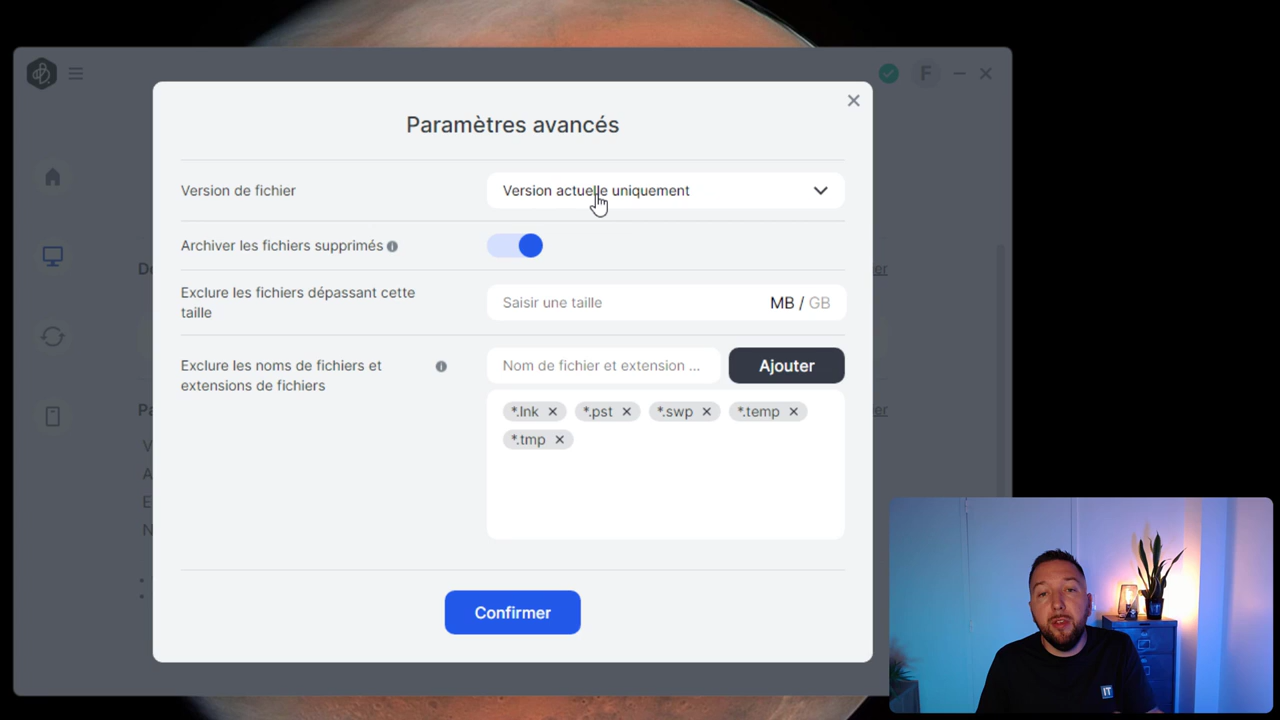 F
Paramètres avancés
Version de fichier
Version actuelle uniquement
Archiver les fichiers supprimés
Exclure les fichiers dépassant cette
taille
Saisir une taille
MB / GB
Exclure les noms de fichiers et
extensions de fichiers
Nom de fichier et extension ...
Ajouter
*.lnk
*.pst
*.swp
*.temp
*.tmp
Confirmer
IT